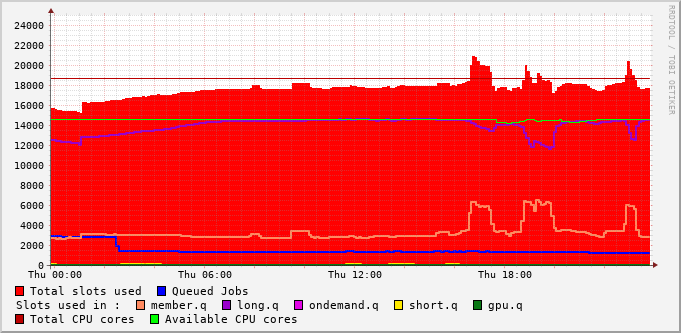 24000
22000
20000
18000
16000
14000
12000
10000
8000
6000
4000
2000
0
Thu 00:00 Thu 06:00 Thu 12:00 Thu 18:00
RRDTOOL / TOBI OETIKER
Total slots used Queued Jobs
Slots used in : member.q long.q ondemand.q short.q gpu.q
Total CPU cores Available CPU cores